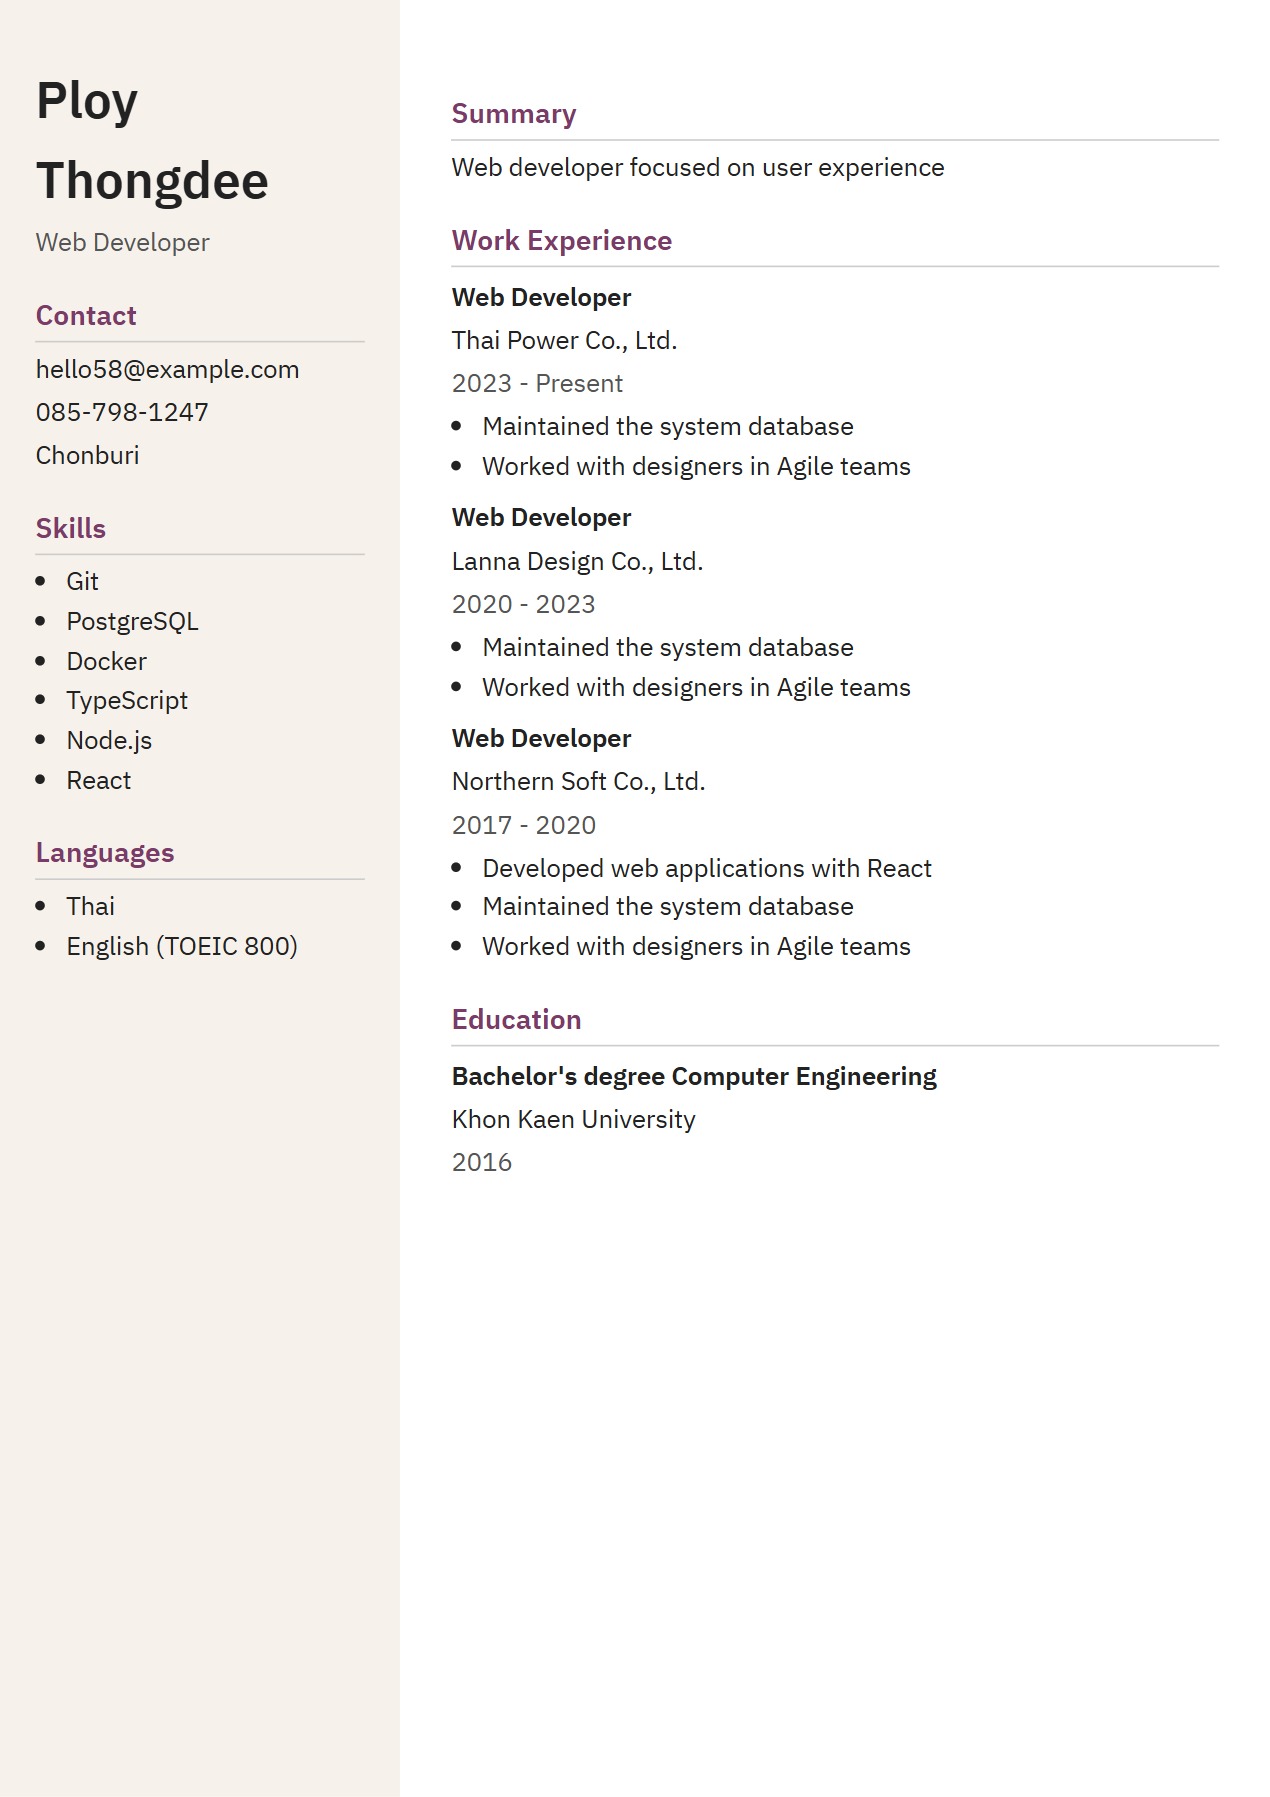 Ploy
Thongdee
Web Developer
Contact
hello58@example.com
085-798-1247
Chonburi
Skills
Git
PostgreSQL
Docker
TypeScript
Node.js
React
Languages
Thai
English (TOEIC 800)
Summary
Web developer focused on user experience
Work Experience
Web Developer
Thai Power Co., Ltd.
2023 - Present
Maintained the system database
Worked with designers in Agile teams
Web Developer
Lanna Design Co., Ltd.
2020 - 2023
Maintained the system database
Worked with designers in Agile teams
Web Developer
Northern Soft Co., Ltd.
2017 - 2020
Developed web applications with React
Maintained the system database
Worked with designers in Agile teams
Education
Bachelor's degree Computer Engineering
Khon Kaen University
2016